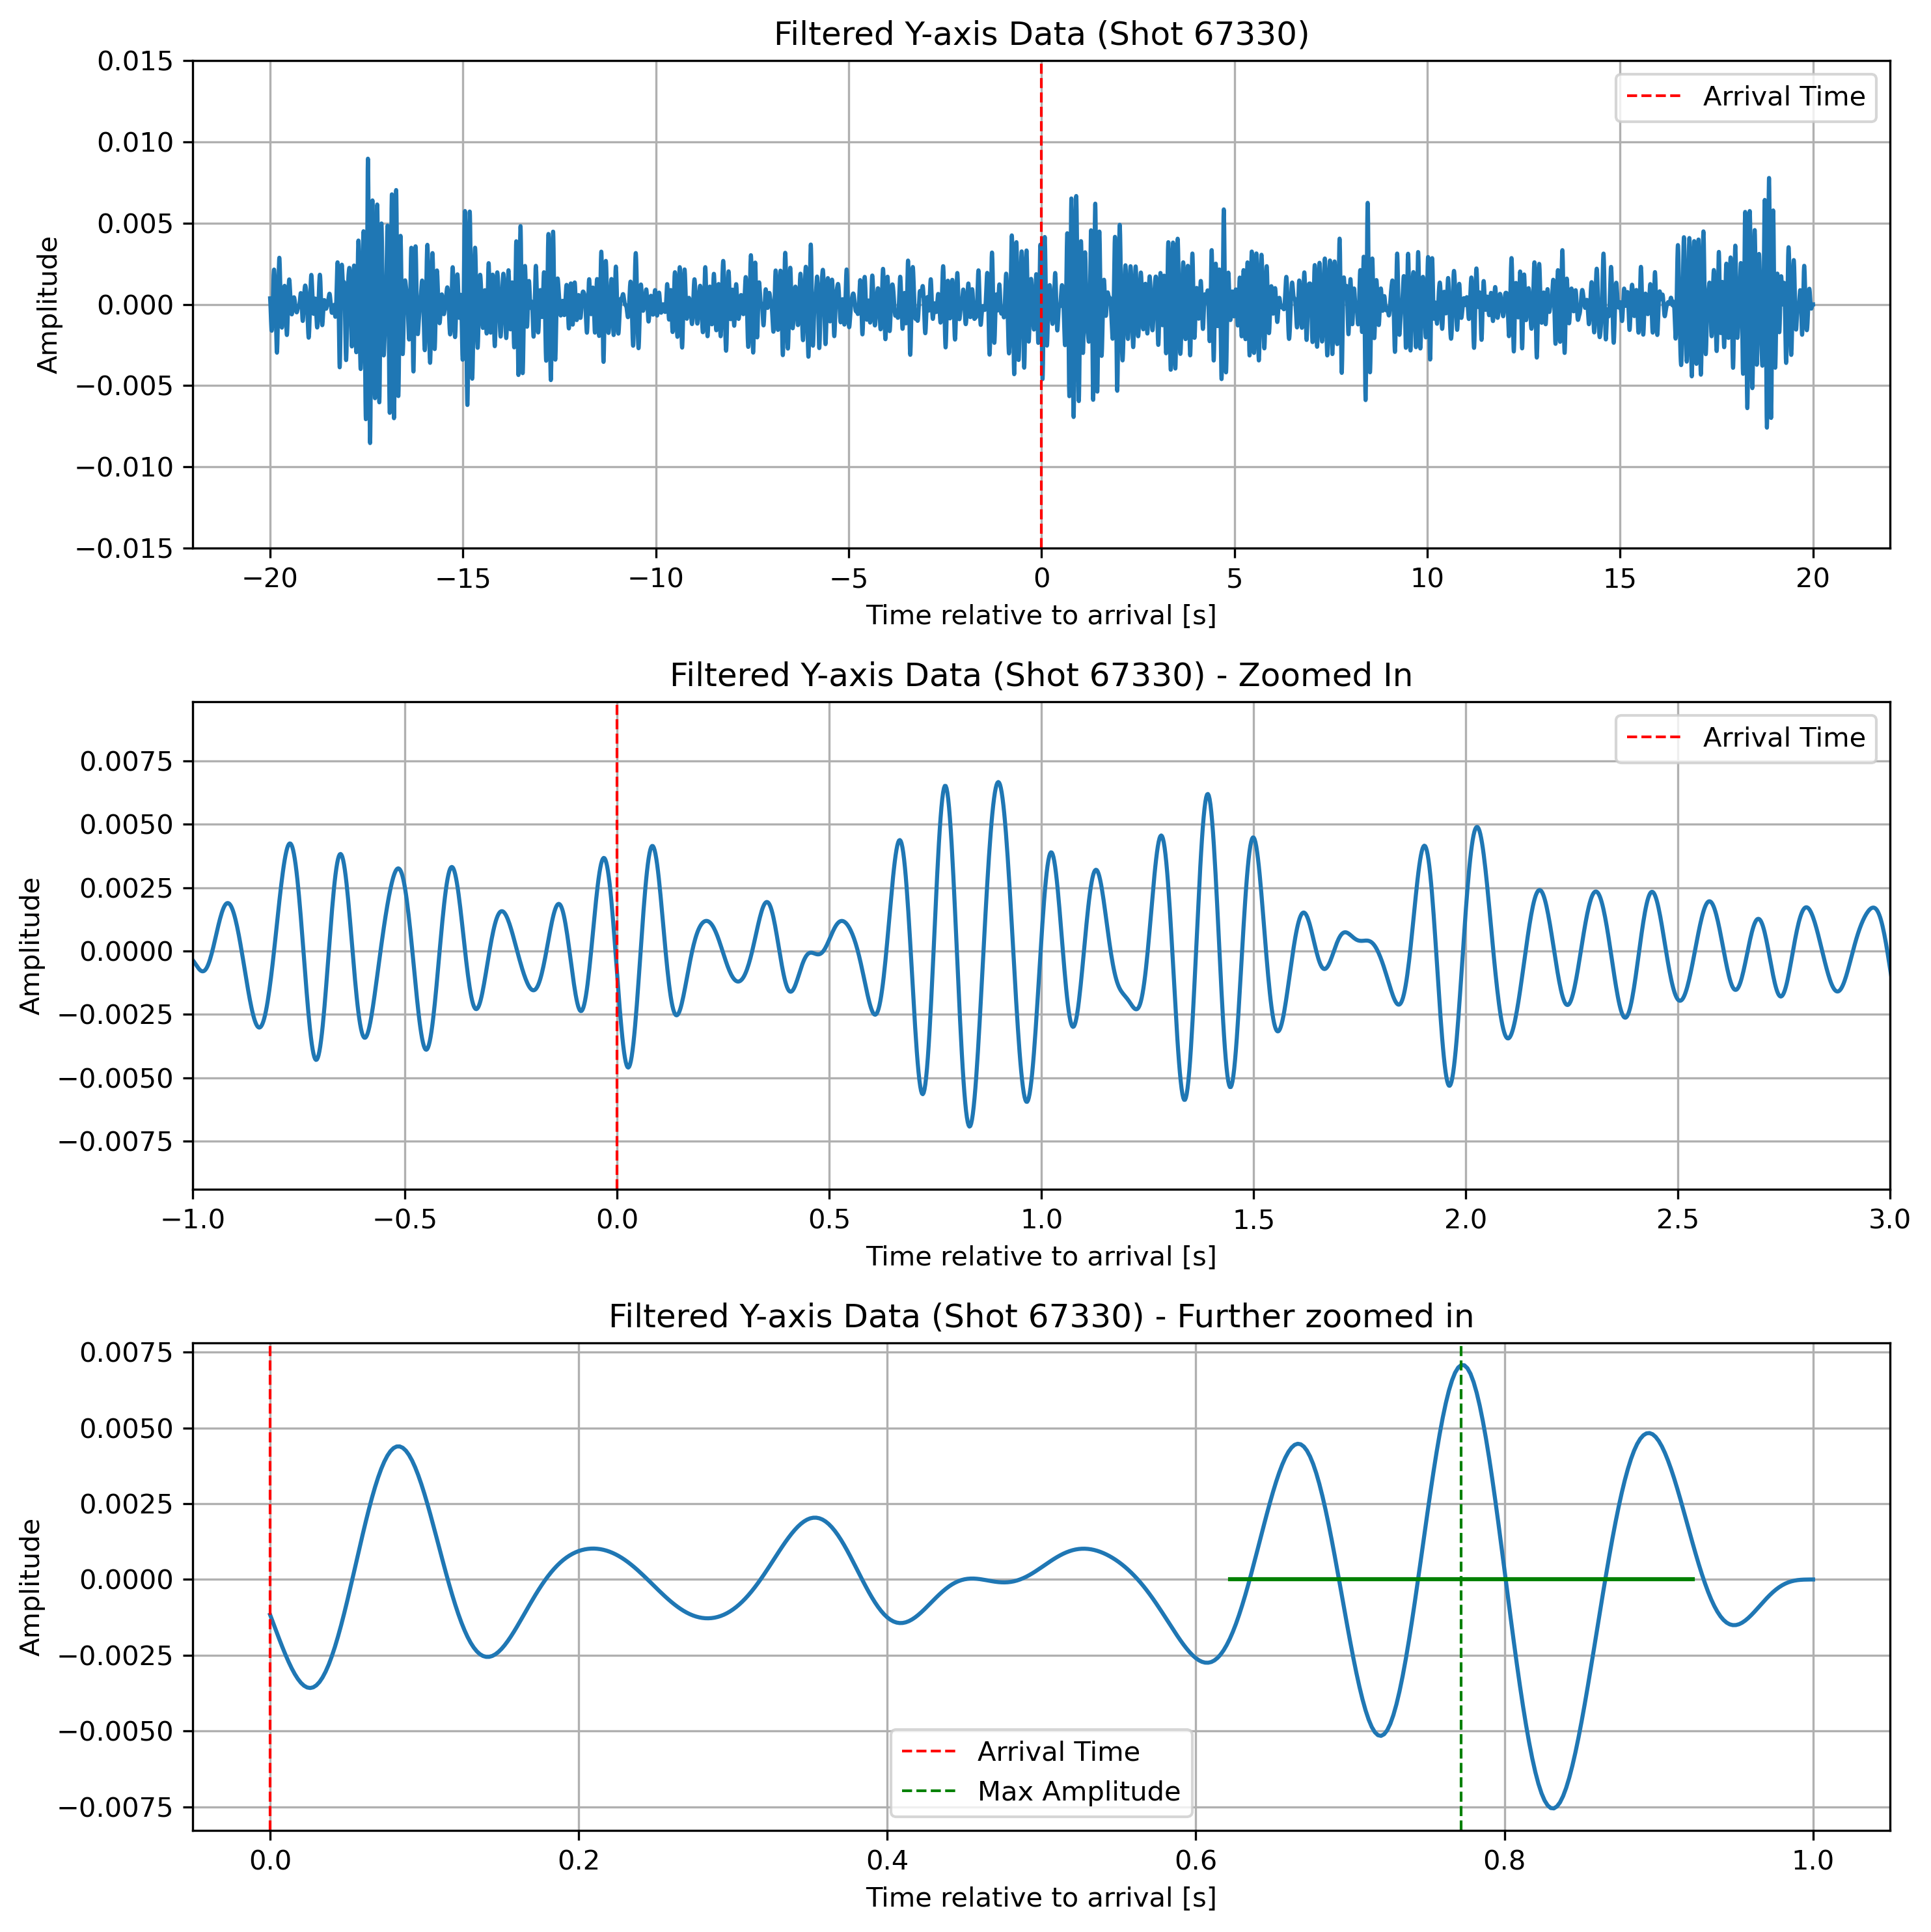 Filtered Y-axis Data (Shot 67330)
0.015
0.010
0.005
0.000
−0.005
−0.010
−0.015
Amplitude
Arrival Time
−20 −15 −10 −5 0 5 10 15 20
Time relative to arrival [s]
Filtered Y-axis Data (Shot 67330) - Zoomed In
0.0075
0.0050
0.0025
0.0000
−0.0025
−0.0050
−0.0075
Amplitude
Arrival Time
−1.0 −0.5 0.0 0.5 1.0 1.5 2.0 2.5 3.0
Time relative to arrival [s]
Filtered Y-axis Data (Shot 67330) - Further zoomed in
0.0075
0.0050
0.0025
0.0000
−0.0025
−0.0050
−0.0075
Amplitude
Arrival Time
Max Amplitude
0.0 0.2 0.4 0.6 0.8 1.0
Time relative to arrival [s]